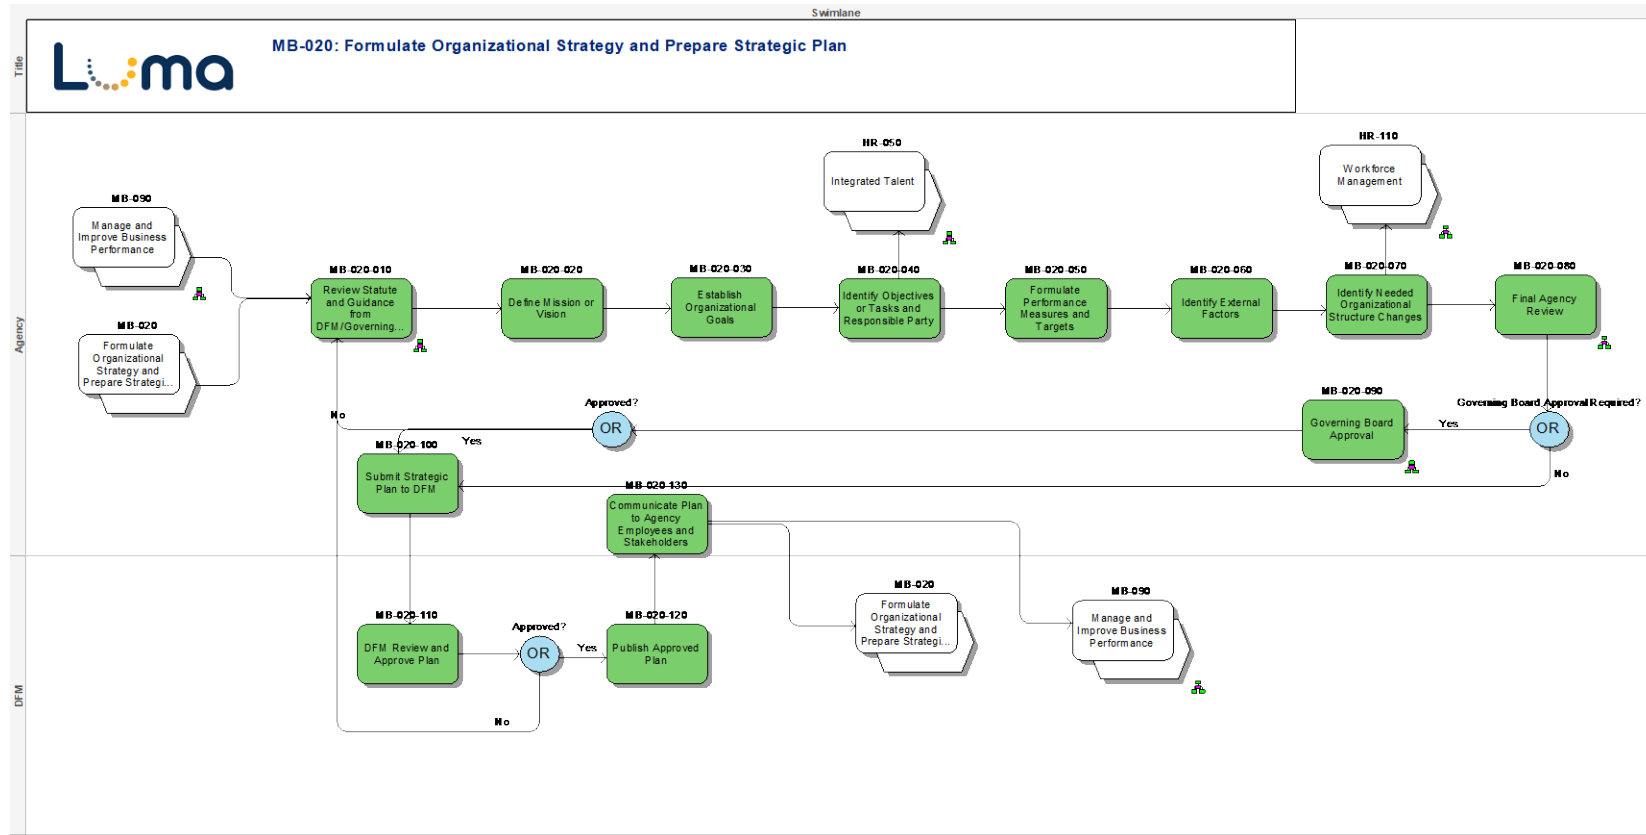 Swimlane
Title
Luma
MB-020: Formulate Organizational Strategy and Prepare Strategic Plan
Agency
MB-090
Manage and
Improve Business
Performance
MB-020
Formulate
Organizational
Strategy and
Prepare Strategi...
MB-020-010
Review Statute
and Guidance
from
DFM/Governing...
MB-020-020
Define Mission or
Vision
MB-020-030
Establish
Organizational
Goals
HR-050
Integrated Talent
MB-020-040
Identify Objectives
or Tasks and
Responsible Party
MB-020-050
Formulate
Performance
Measures and
Targets
MB-020-060
Identify External
Factors
HR-110
Workforce
Management
MB-020-070
Identify Needed
Organizational
Structure Changes
MB-020-080
Final Agency
Review
Governing Board Approval Required?
OR
Yes
No
MB-020-090
Governing Board
Approval
Approved?
OR
No
Yes
MB-020-100
Submit Strategic
Plan to DFM
MB-020-130
Communicate Plan
to Agency
Employees and
Stakeholders
DFM
MB-020-110
DFM Review and
Approve Plan
Approved?
OR
Yes
No
MB-020-120
Publish Approved
Plan
MB-020
Formulate
Organizational
Strategy and
Prepare Strategi...
MB-090
Manage and
Improve Business
Performance